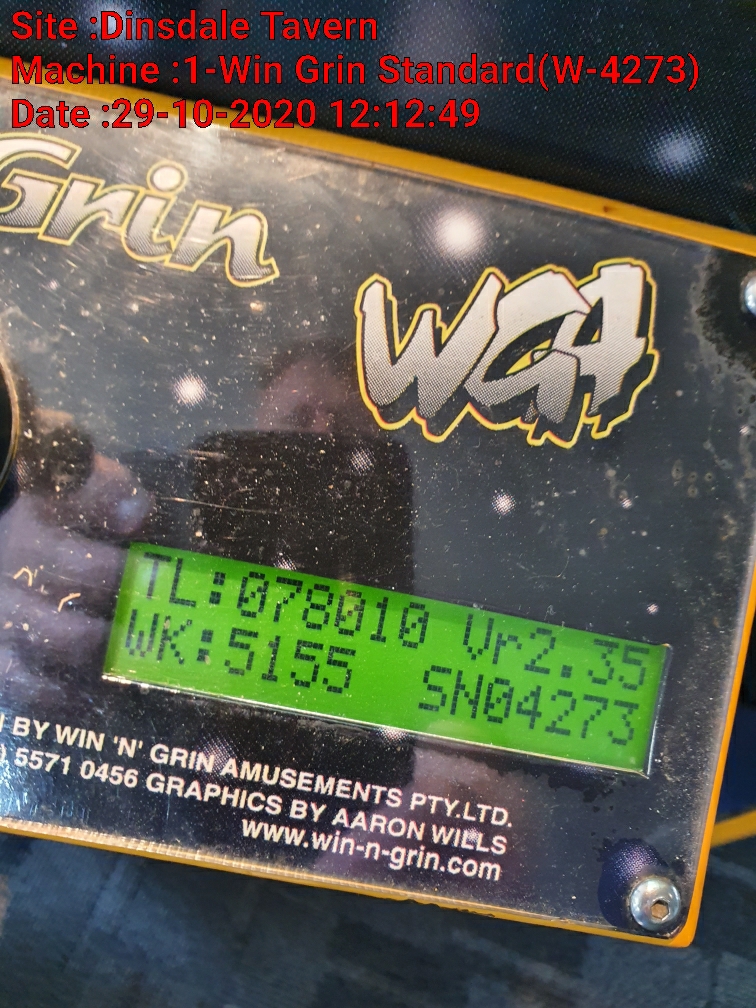 Site :Dinsdale Tavern
Machine :1-Win Grin Standard(W-4273)
Date :29-10-2020 12:12:49
Grin
WGA
TL:078010 Vr2.35
WK:5155 SN04273
BY WIN 'N' GRIN AMUSEMENTS PTY.LTD.
) 5571 0456 GRAPHICS BY AARON WILLS
www.win-n-grin.com